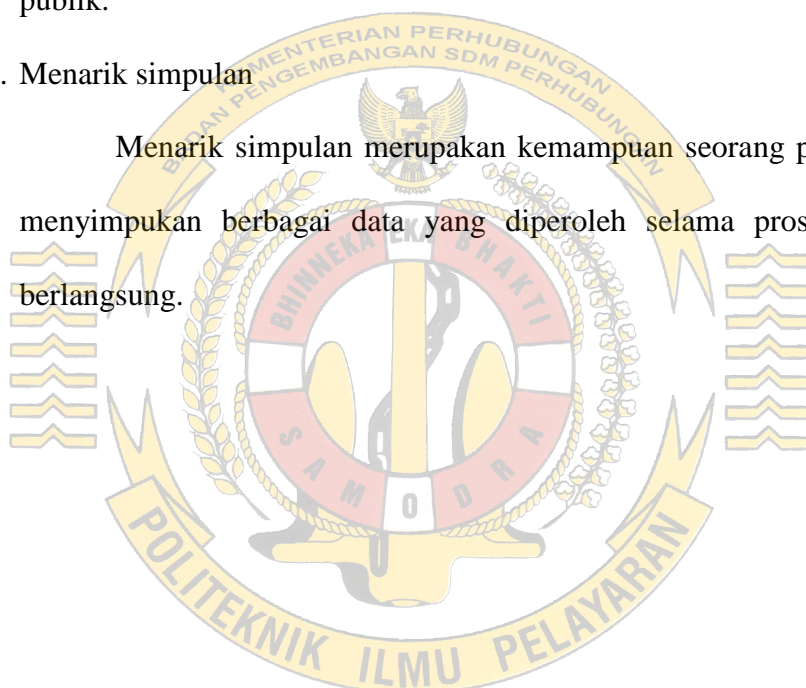 publik.
. Menarik simpulan
Menarik simpulan merupakan kemampuan seorang p
menyimpukan berbagai data yang diperoleh selama pros
berlangsung.
KEMENTERIAN PERHUBUNGAN
BADAN PENGEMBANGAN SDM PERHUBUNGAN
BHINNEKA EKA BHAKTI
SAMODRA
POLITEKNIK ILMU PELAYARAN